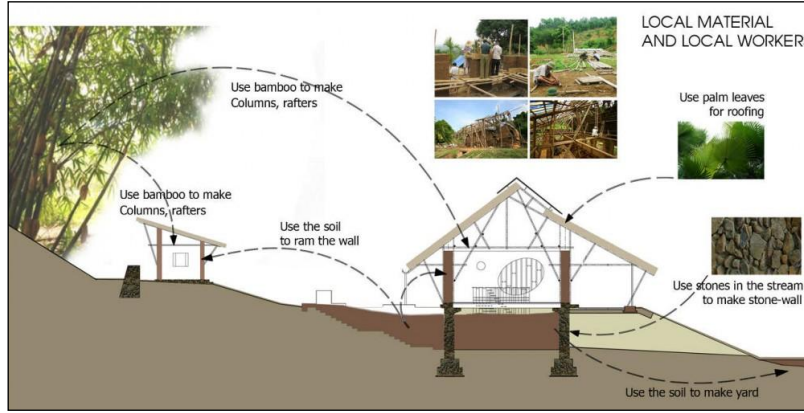 LOCAL MATERIAL
AND LOCAL WORKER
Use bamboo to make
Columns, rafters
Use palm leaves
for roofing
Use bamboo to make
Columns, rafters
Use the soil
to ram the wall
Use stones in the stream
to make stone-wall
Use the soil to make yard